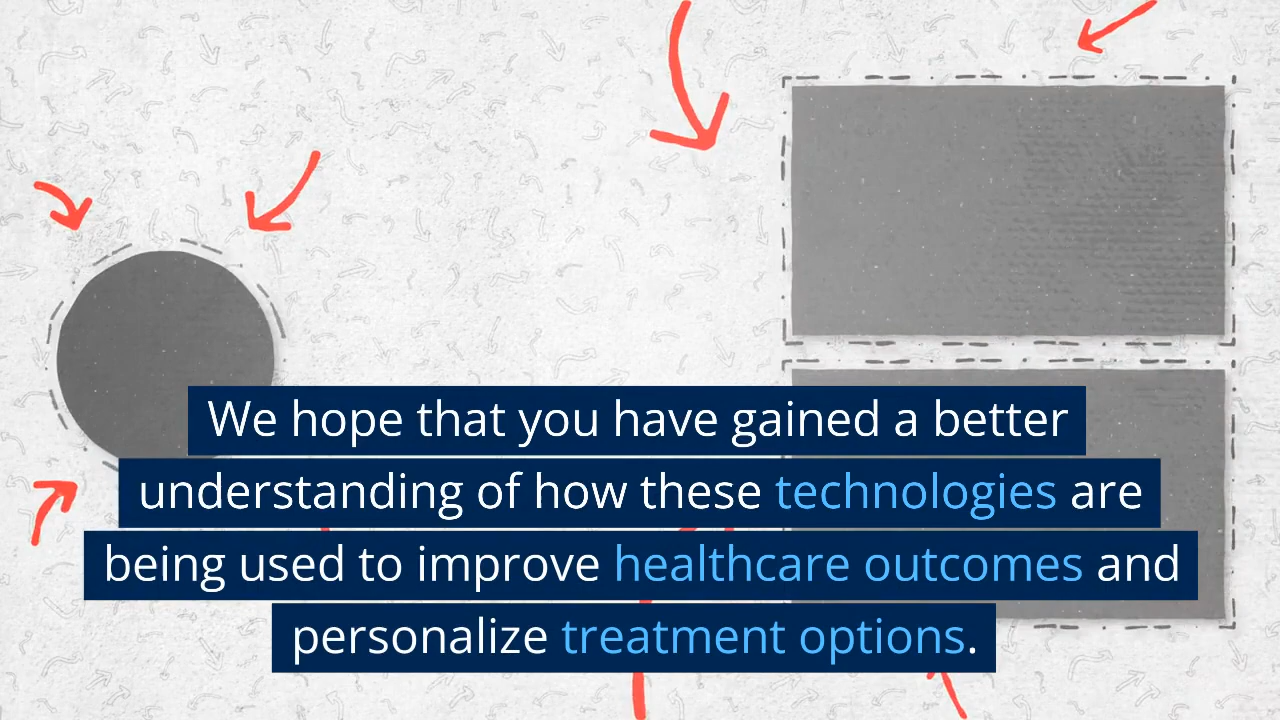 We hope that you have gained a better
understanding of how these technologies are
being used to improve healthcare outcomes and
personalize treatment options.